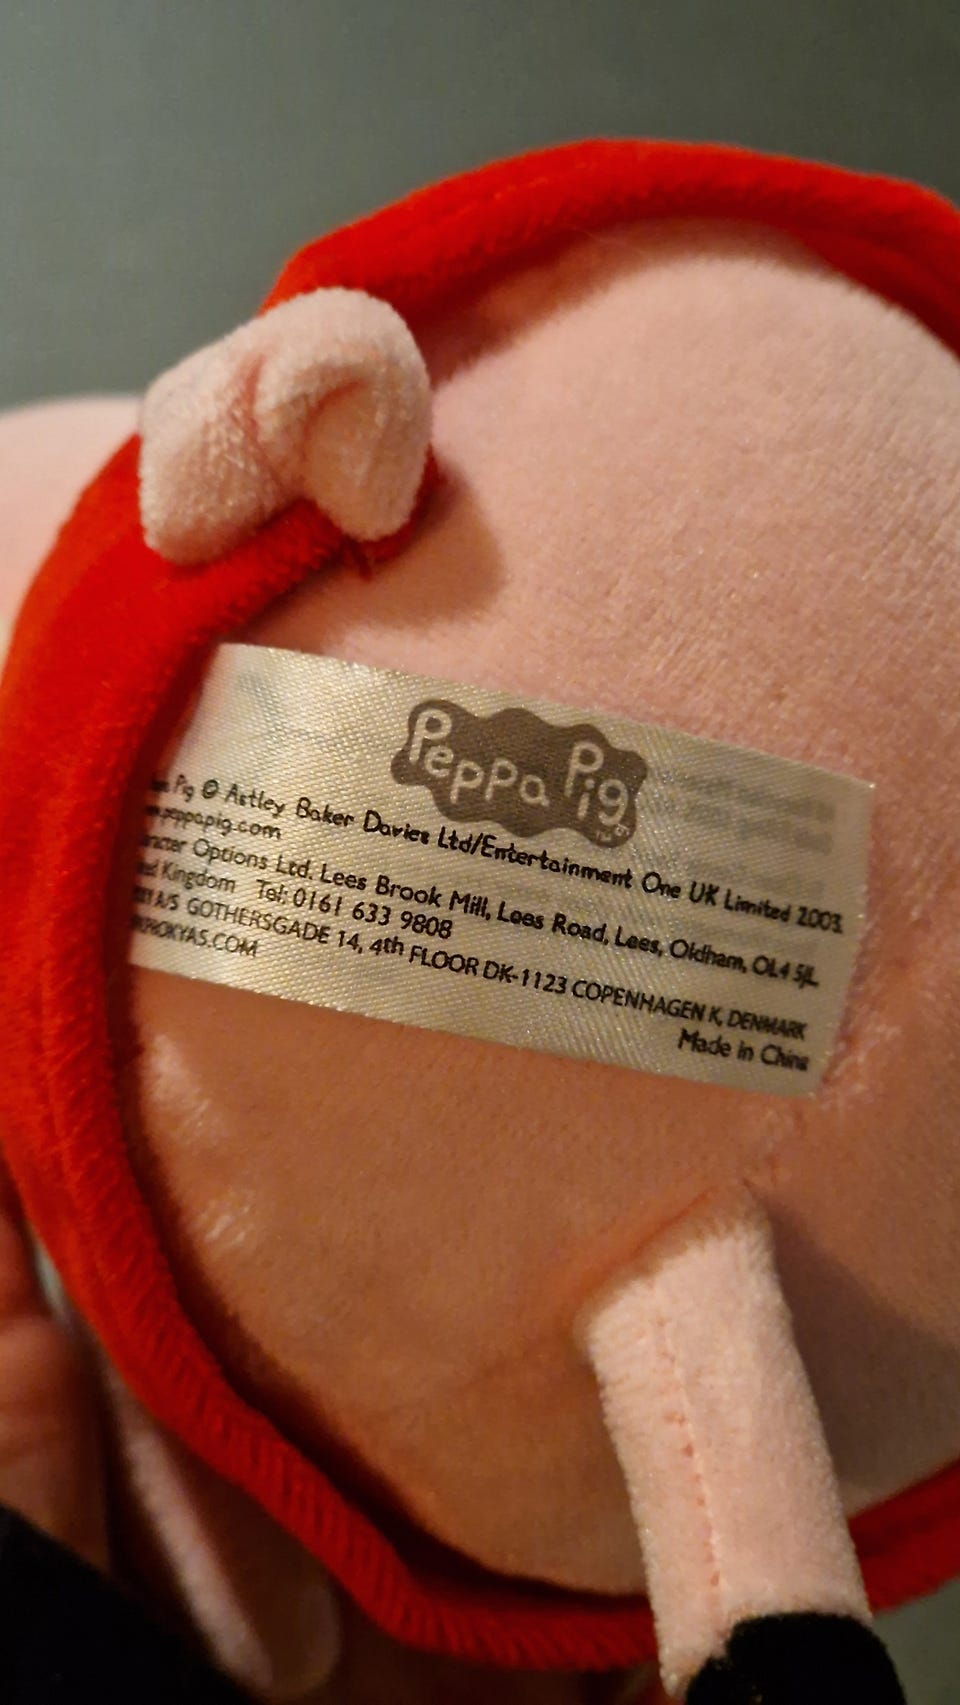 Peppa Pig
Pig © Astley Baker Davies Ltd/Entertainment One UK Limited 2003.
.peppapig.com
Options Ltd. Lees Brook Mill, Lees Road, Lees, Oldham, OL4 5JL
Kingdom Tel: 0161 633 9808
A/S GOTHERSGADE 14, 4th FLOOR DK-1123 COPENHAGEN K, DENMARK
KYAS.COM
Made in China